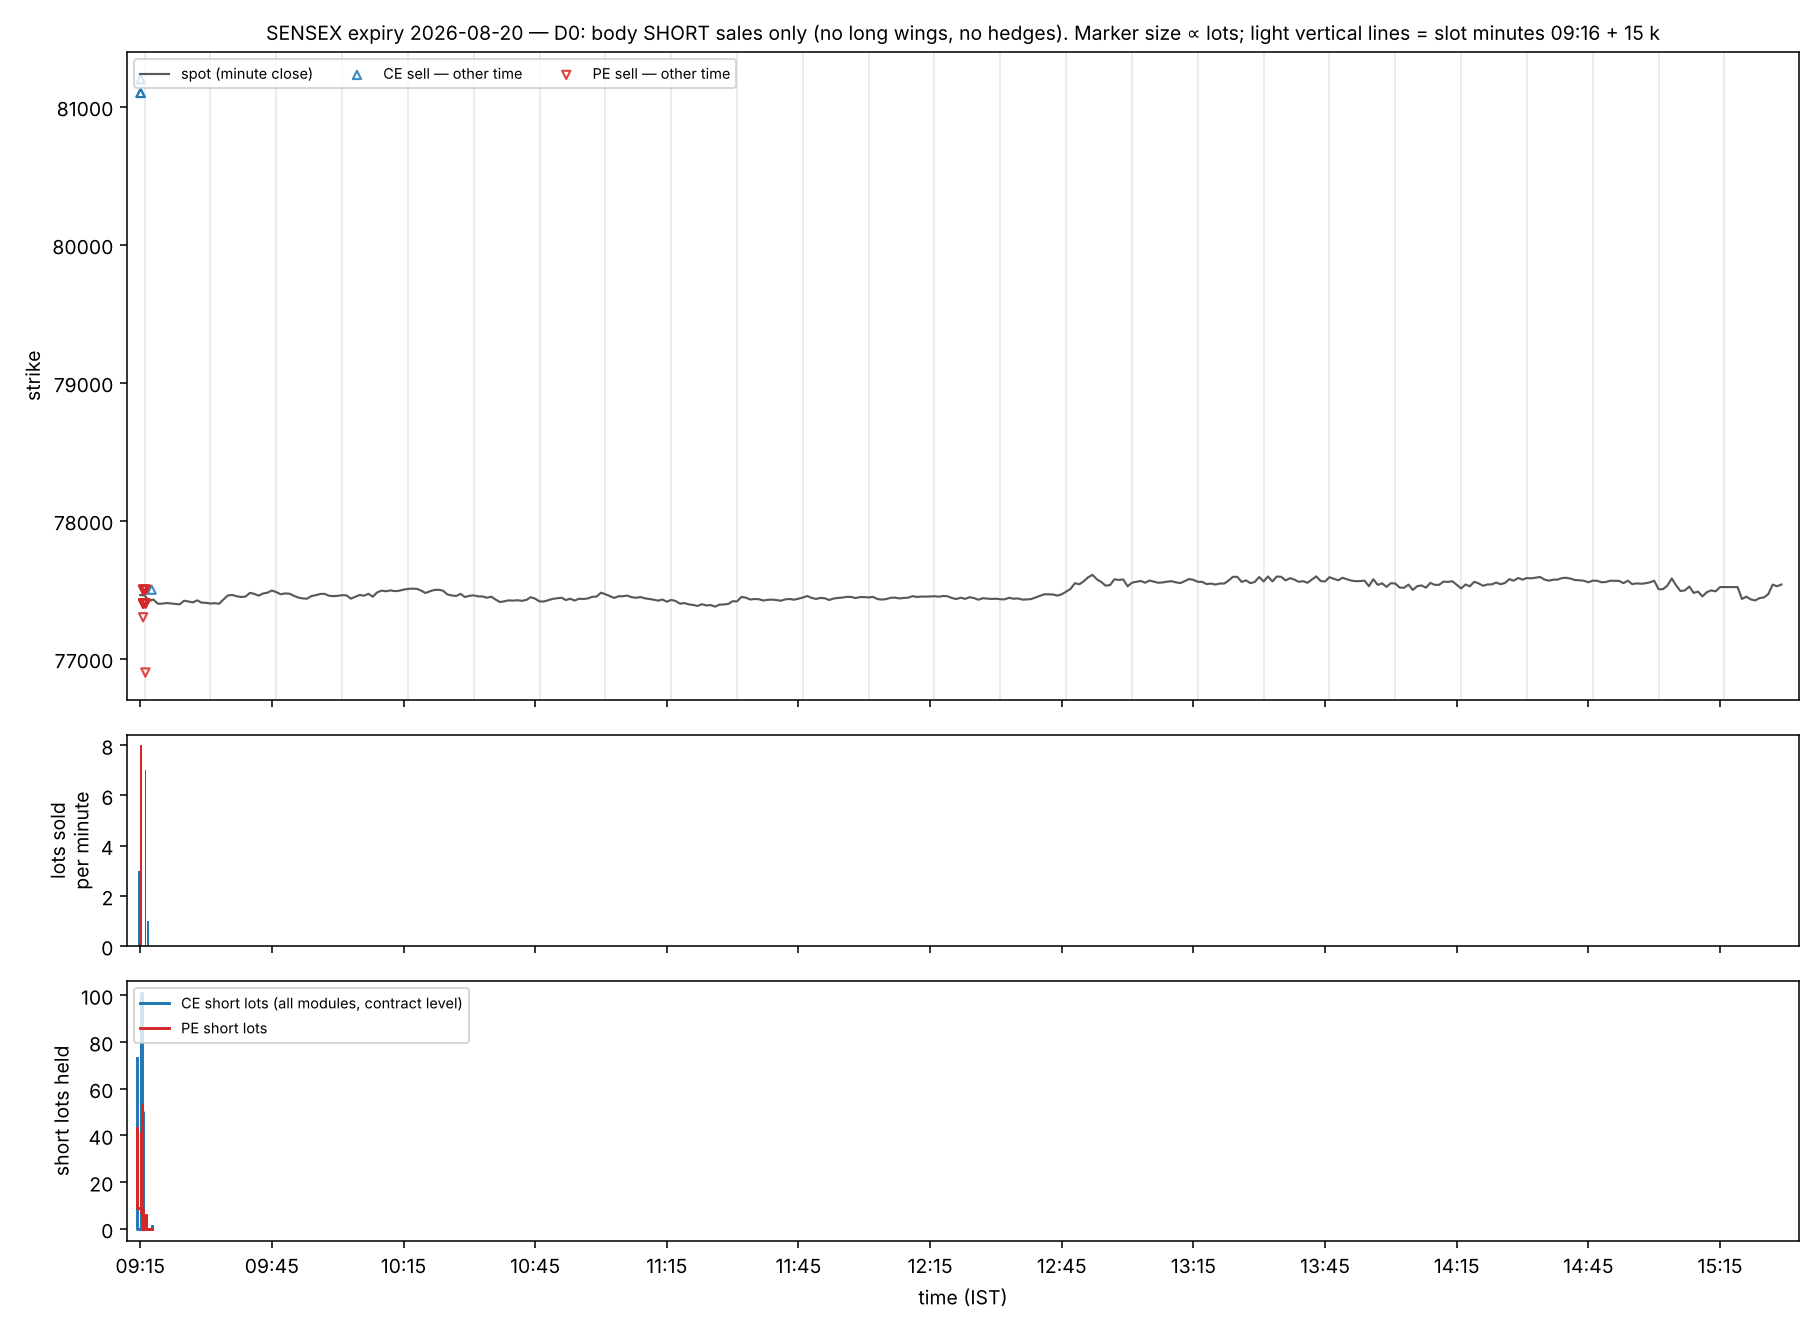 SENSEX expiry 2026-08-20 — D0: body SHORT sales only (no long wings, no hedges). Marker size ∝ lots; light vertical lines = slot minutes 09:16 + 15 k
spot (minute close) CE sell — other time PE sell — other time
81000
80000
79000
78000
77000
strike
8
6
4
2
0
lots sold
per minute
CE short lots (all modules, contract level)
PE short lots
100
80
60
40
20
0
short lots held
09:15 09:45 10:15 10:45 11:15 11:45 12:15 12:45 13:15 13:45 14:15 14:45 15:15
time (IST)